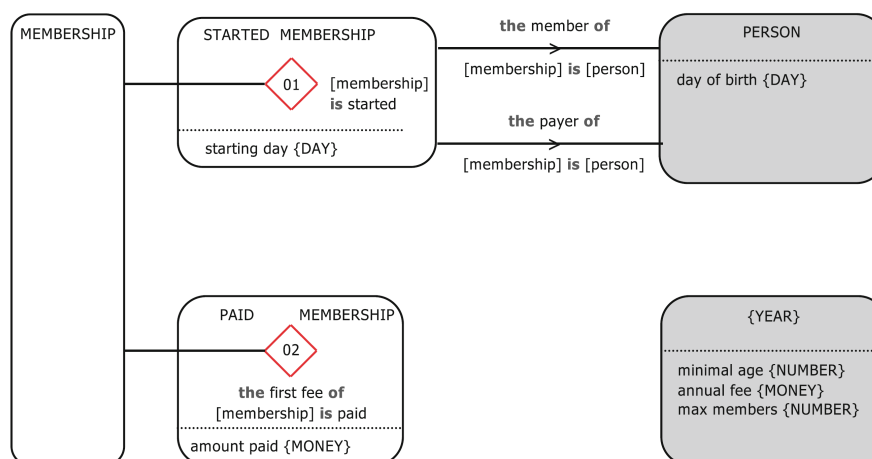 MEMBERSHIP
STARTED MEMBERSHIP
01
[membership]
is started
starting day {DAY}
the member of
[membership] is [person]
the payer of
[membership] is [person]
PERSON
day of birth {DAY}
PAID MEMBERSHIP
02
the first fee of
[membership] is paid
amount paid {MONEY}
{YEAR}
minimal age {NUMBER}
annual fee {MONEY}
max members {NUMBER}